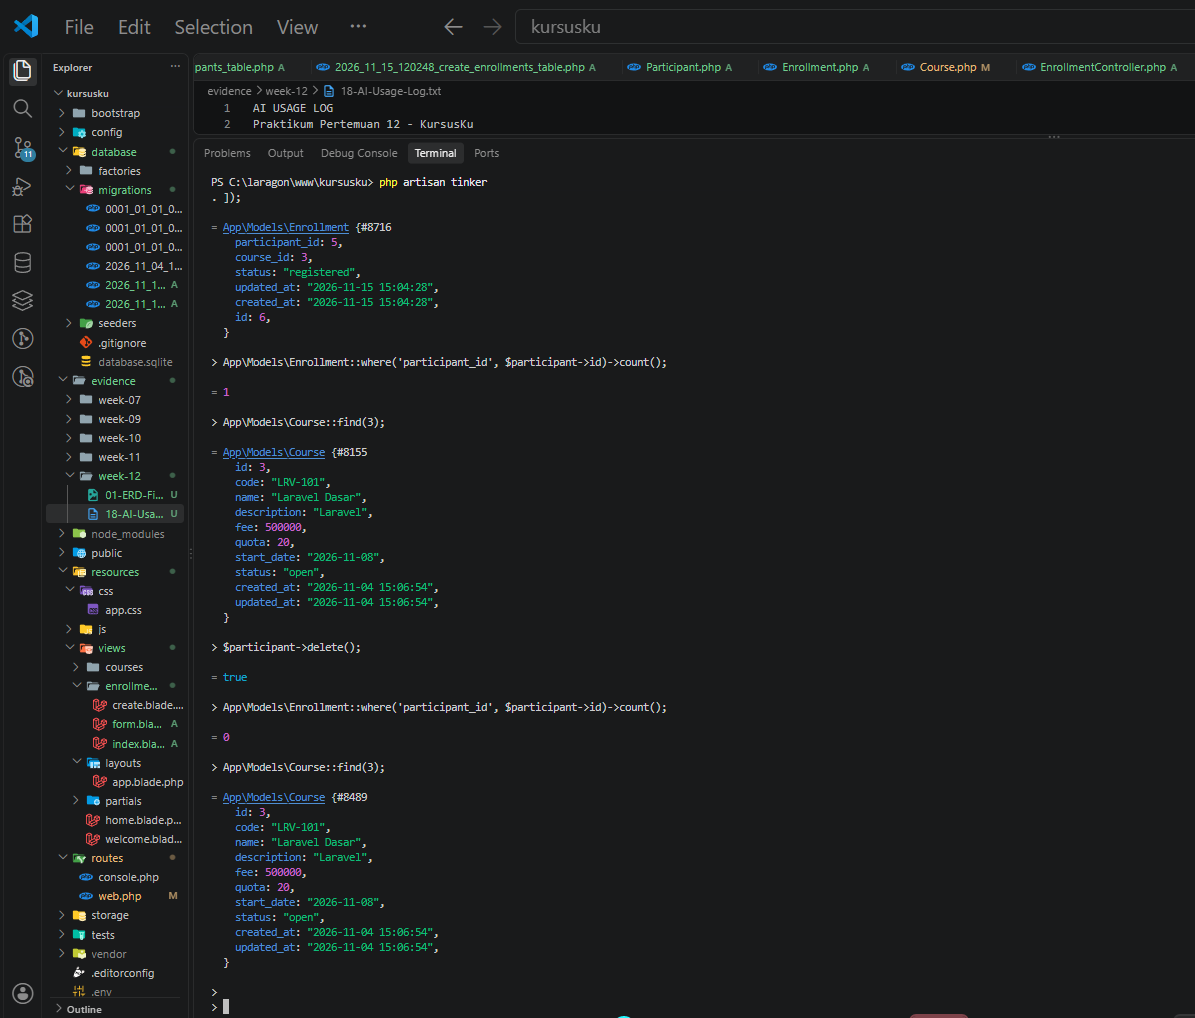 File Edit Selection View ··· kursusku
Explorer ···
kursusku
bootstrap
config
database
factories
migrations
0001_01_01_0...
0001_01_01_0...
0001_01_01_0...
2026_11_04_1...
2026_11_1... A
2026_11_1... A
seeders
.gitignore
database.sqlite
evidence
week-07
week-09
week-10
week-11
week-12
01-ERD-Fi... U
18-AI-Usa... U
node_modules
public
resources
css
app.css
js
views
courses
enrollme...
create.blade....
form.bla... A
index.bla... A
layouts
app.blade.php
partials
home.blade.p...
welcome.blad...
routes
console.php
web.php M
storage
tests
vendor
.editorconfig
.env
Outline
11
pants_table.php A 2026_11_15_120248_create_enrollments_table.php A Participant.php A Enrollment.php A Course.php M EnrollmentController.php A
evidence > week-12 > 18-AI-Usage-Log.txt
1 AI USAGE LOG
2 Praktikum Pertemuan 12 - KursusKu
Problems Output Debug Console Terminal Ports
PS C:\laragon\www\kursusku> php artisan tinker
. ]);
= App\Models\Enrollment {#8716
participant_id: 5,
course_id: 3,
status: "registered",
updated_at: "2026-11-15 15:04:28",
created_at: "2026-11-15 15:04:28",
id: 6,
}
> App\Models\Enrollment::where('participant_id', $participant->id)->count();
= 1
> App\Models\Course::find(3);
= App\Models\Course {#8155
id: 3,
code: "LRV-101",
name: "Laravel Dasar",
description: "Laravel",
fee: 500000,
quota: 20,
start_date: "2026-11-08",
status: "open",
created_at: "2026-11-04 15:06:54",
updated_at: "2026-11-04 15:06:54",
}
> $participant->delete();
= true
> App\Models\Enrollment::where('participant_id', $participant->id)->count();
= 0
> App\Models\Course::find(3);
= App\Models\Course {#8489
id: 3,
code: "LRV-101",
name: "Laravel Dasar",
description: "Laravel",
fee: 500000,
quota: 20,
start_date: "2026-11-08",
status: "open",
created_at: "2026-11-04 15:06:54",
updated_at: "2026-11-04 15:06:54",
}
>
>